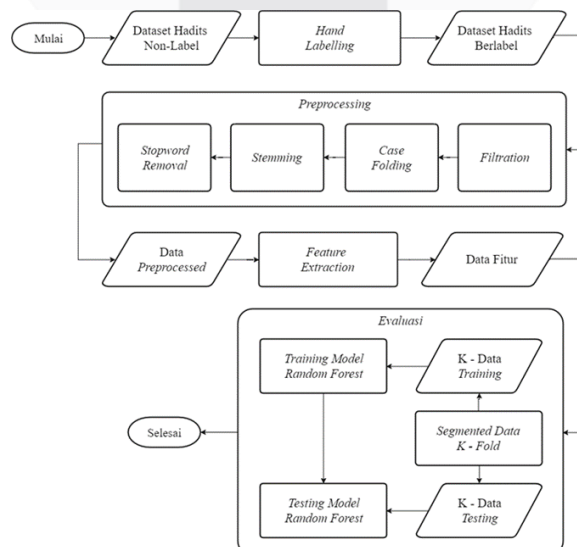 Mulai
Dataset Hadits
Non-Label
Hand
Labelling
Dataset Hadits
Berlabel
Preprocessing
Stopword
Removal
Stemming
Case
Folding
Filtration
Data
Preprocessed
Feature
Extraction
Data Fitur
Evaluasi
Training Model
Random Forest
K - Data
Training
Selesai
Segmented Data
K - Fold
Testing Model
Random Forest
K - Data
Testing